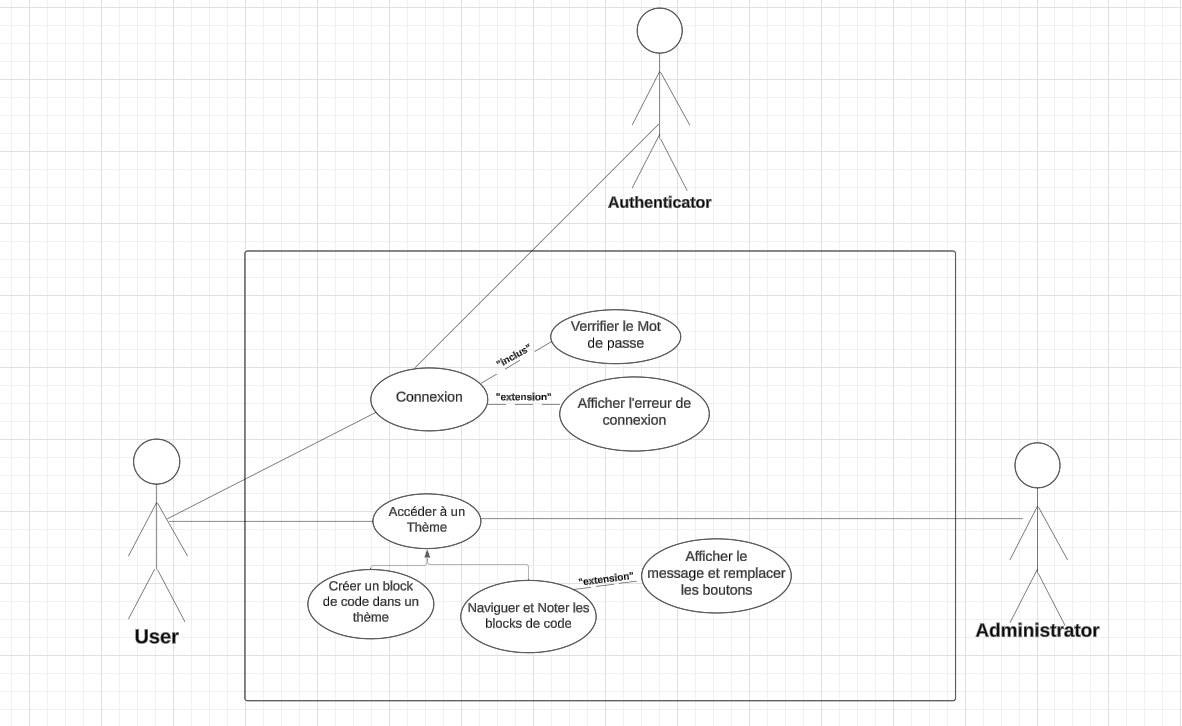 Authenticator
Verrifier le Mot
de passe
"inclus"
Connexion
"extension"
Afficher l'erreur de
connexion
Accéder à un
Thème
Afficher le
message et remplacer
les boutons
"extension"
Créer un block
de code dans un
thème
Naviguer et Noter les
blocks de code
User
Administrator